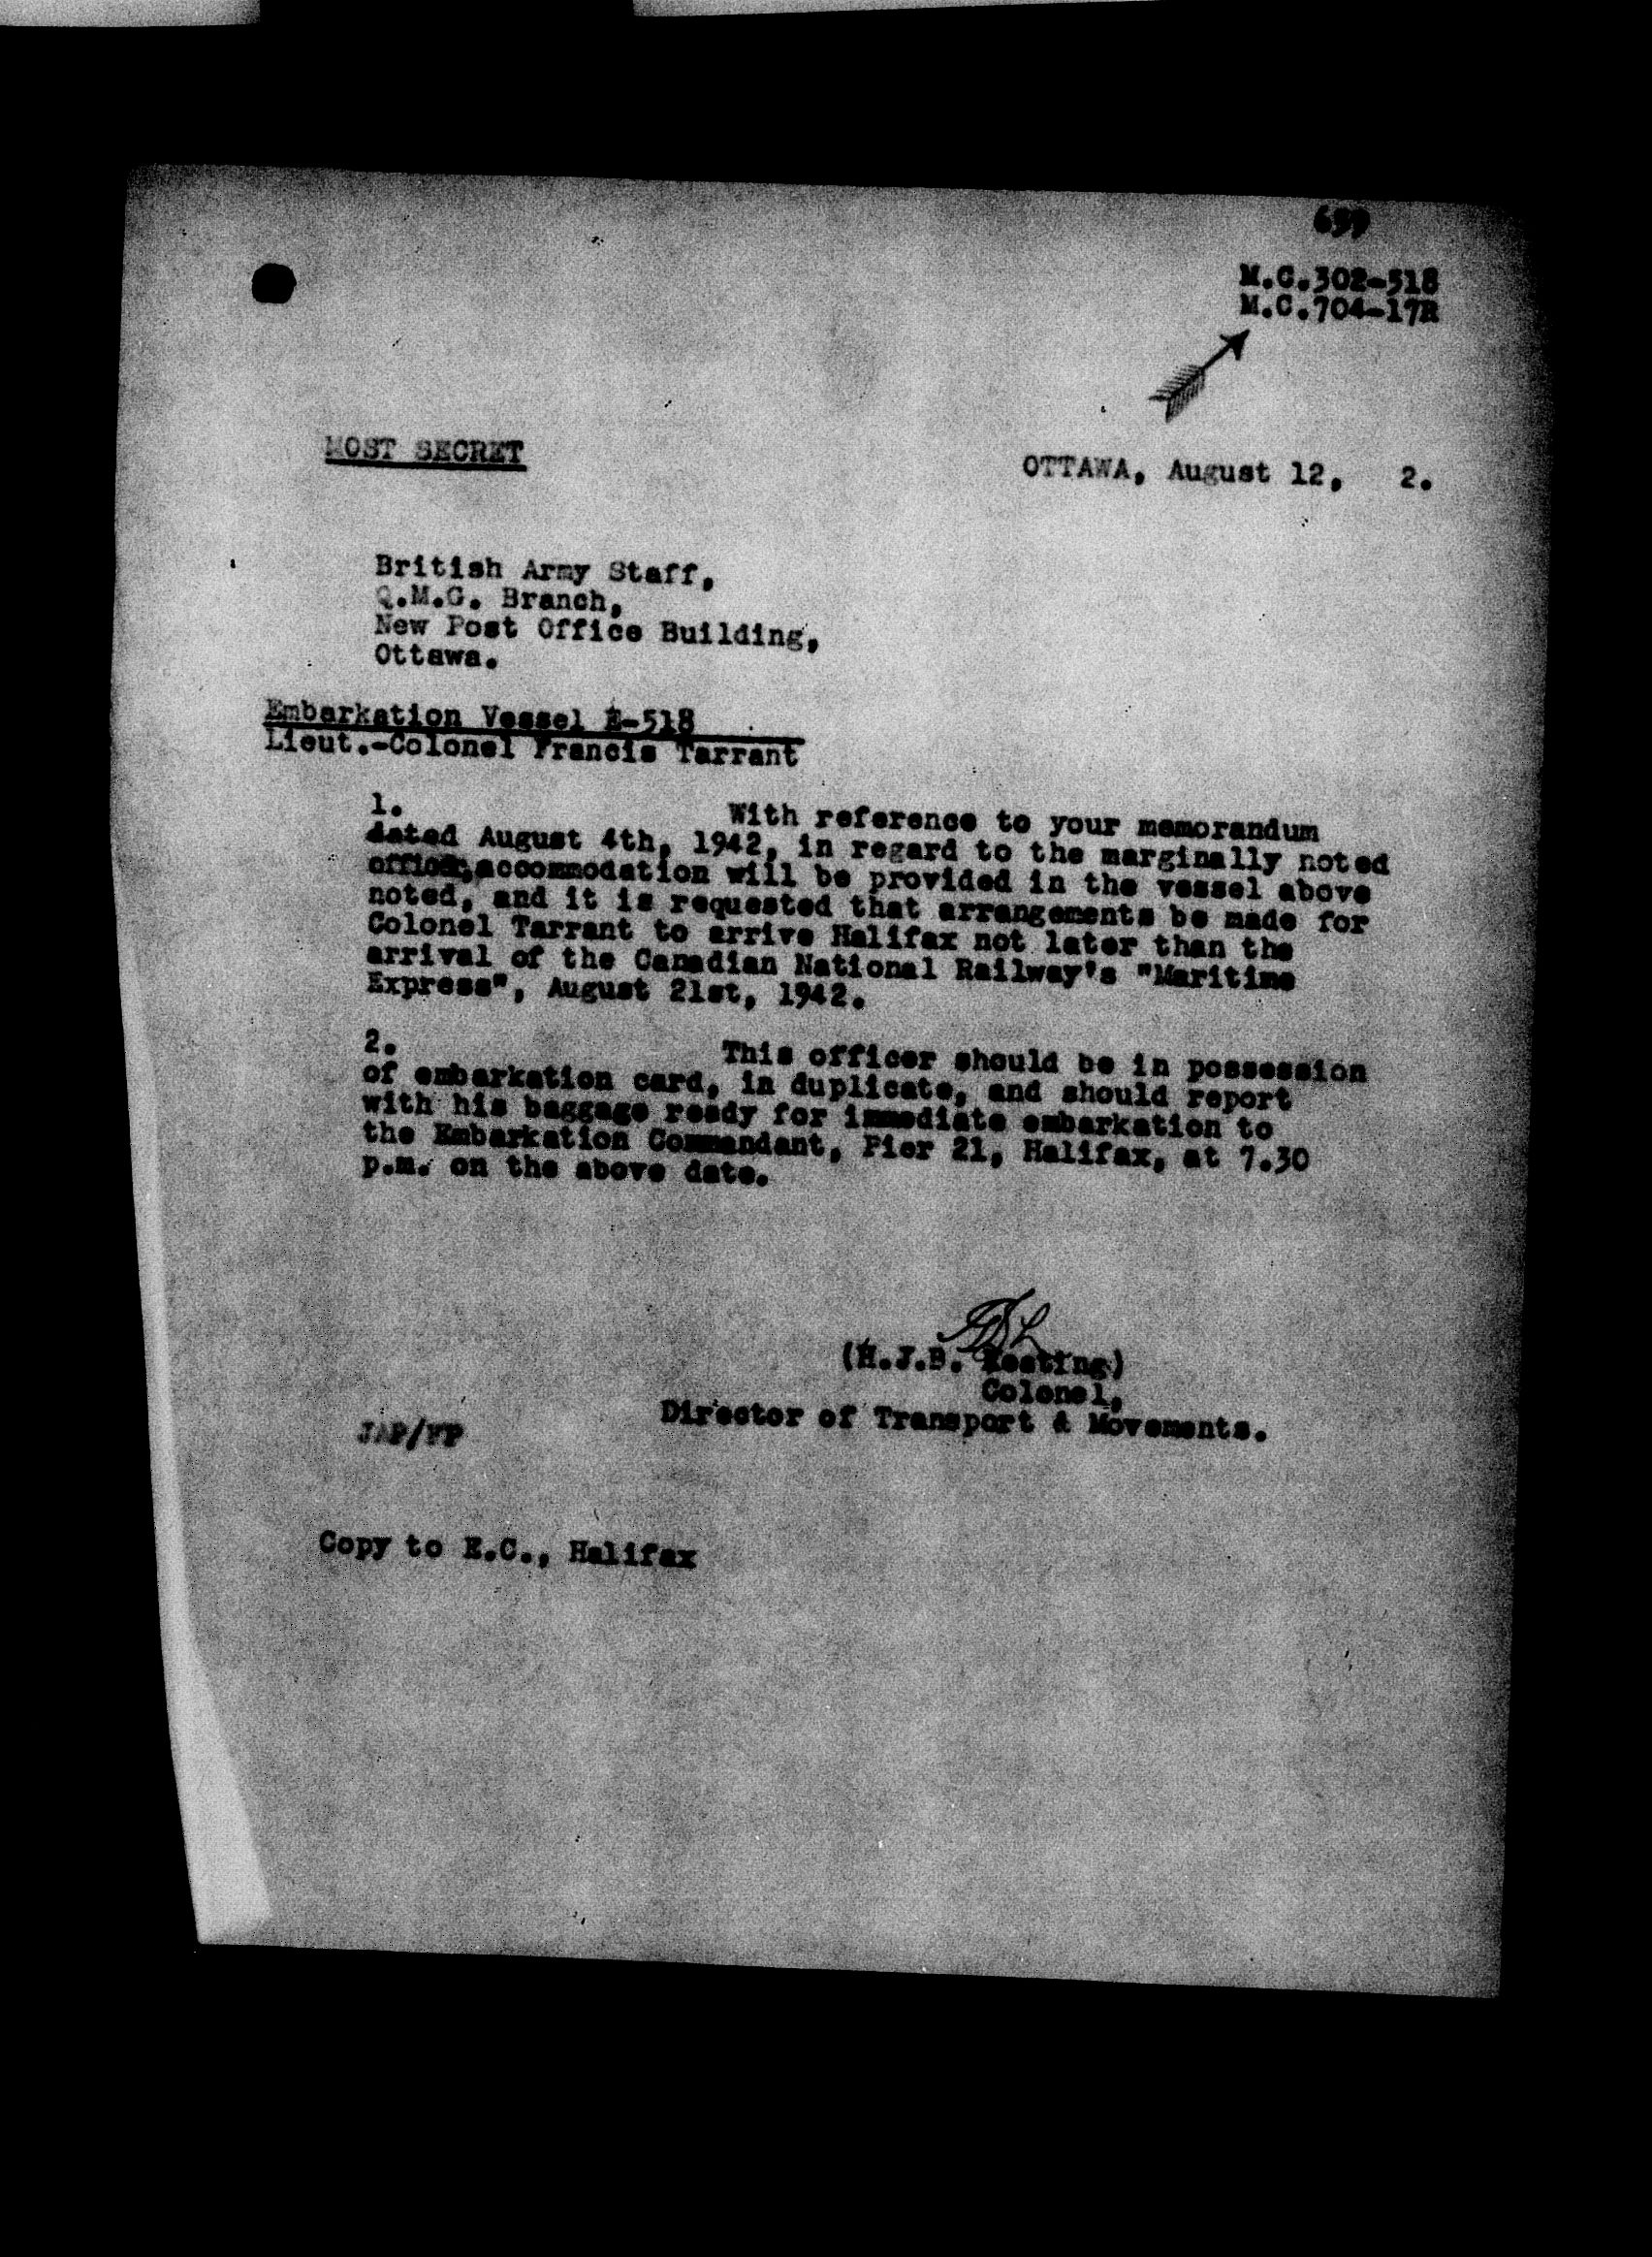 659
M.C.302-518
M.C.704-17R
MOST SECRET
OTTAWA, August 12, 2.
British Army Staff,
Q.M.G. Branch,
New Post Office Building,
Ottawa.
Embarkation Vessel E-518
Lieut.-Colonel Francis Tarrant
1. With reference to your memorandum
dated August 4th, 1942, in regard to the marginally noted
officer, accommodation will be provided in the vessel above
noted, and it is requested that arrangements be made for
Colonel Tarrant to arrive Halifax not later than the
arrival of the Canadian National Railway's "Maritime
Express", August 21st, 1942.
2. This officer should be in possession
of embarkation card, in duplicate, and should report
with his baggage ready for immediate embarkation to
the Embarkation Commandant, Pier 21, Halifax, at 7.30
p.m. on the above date.
(H.J.B. Keating)
Colonel,
Director of Transport & Movements.
Copy to E.C., Halifax